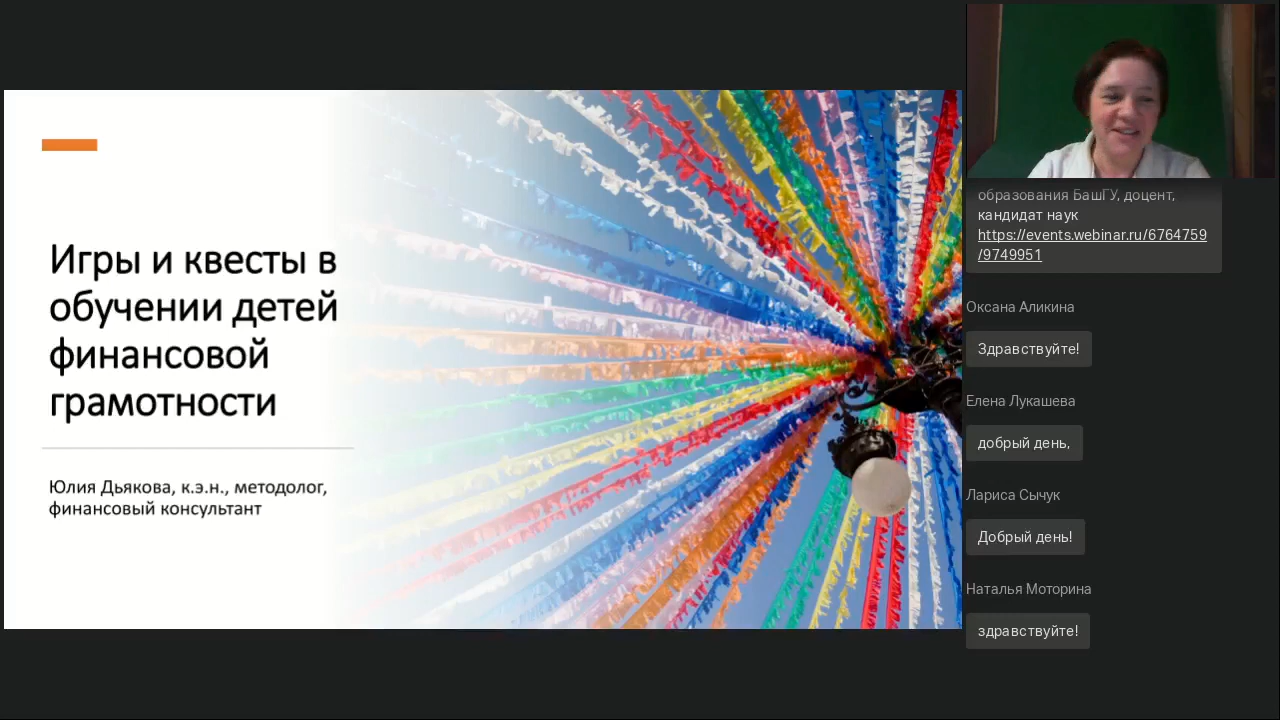 Игры и квесты в
обучении детей
финансовой
грамотности
Юлия Дьякова, к.э.н., методолог,
финансовый консультант
образования БашГУ, доцент,
кандидат наук
https://events.webinar.ru/6764759
/9749951
Оксана Аликина
Здравствуйте!
Елена Лукашева
добрый день,
Лариса Сычук
Добрый день!
Наталья Моторина
здравствуйте!